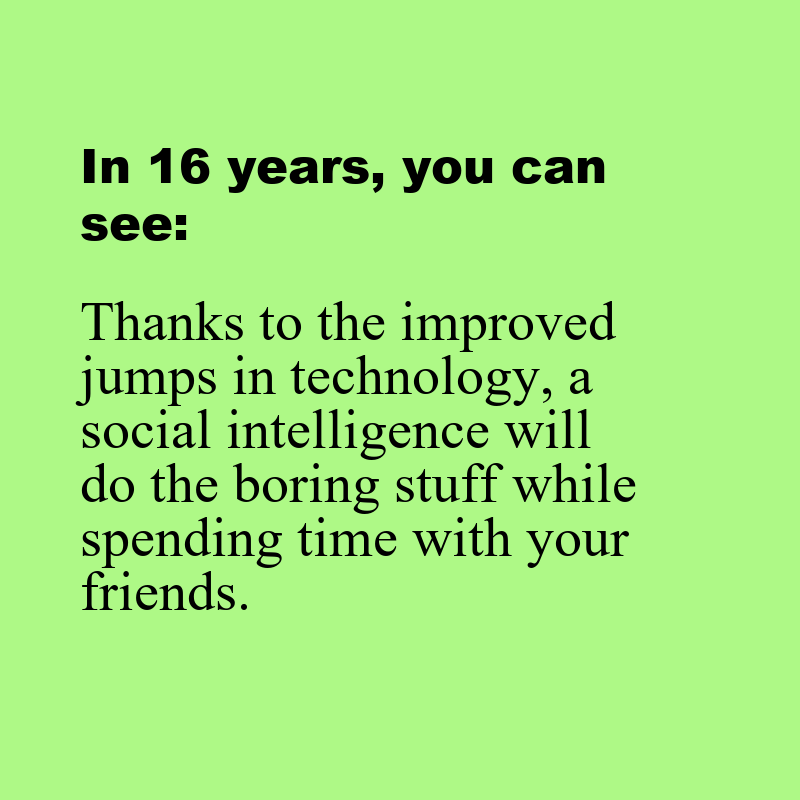 In 16 years, you can
see:
Thanks to the improved
jumps in technology, a
social intelligence will
do the boring stuff while
spending time with your
friends.